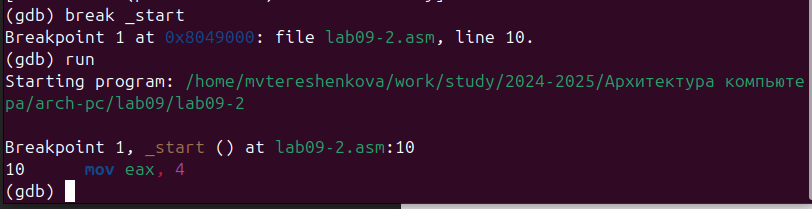 (gdb) break _start
Breakpoint 1 at 0x8049000: file lab09-2.asm, line 10.
(gdb) run
Starting program: /home/mvtereshenkova/work/study/2024-2025/Архитектура компьюте
ра/arch-pc/lab09/lab09-2
Breakpoint 1, _start () at lab09-2.asm:10
10 mov eax, 4
(gdb)